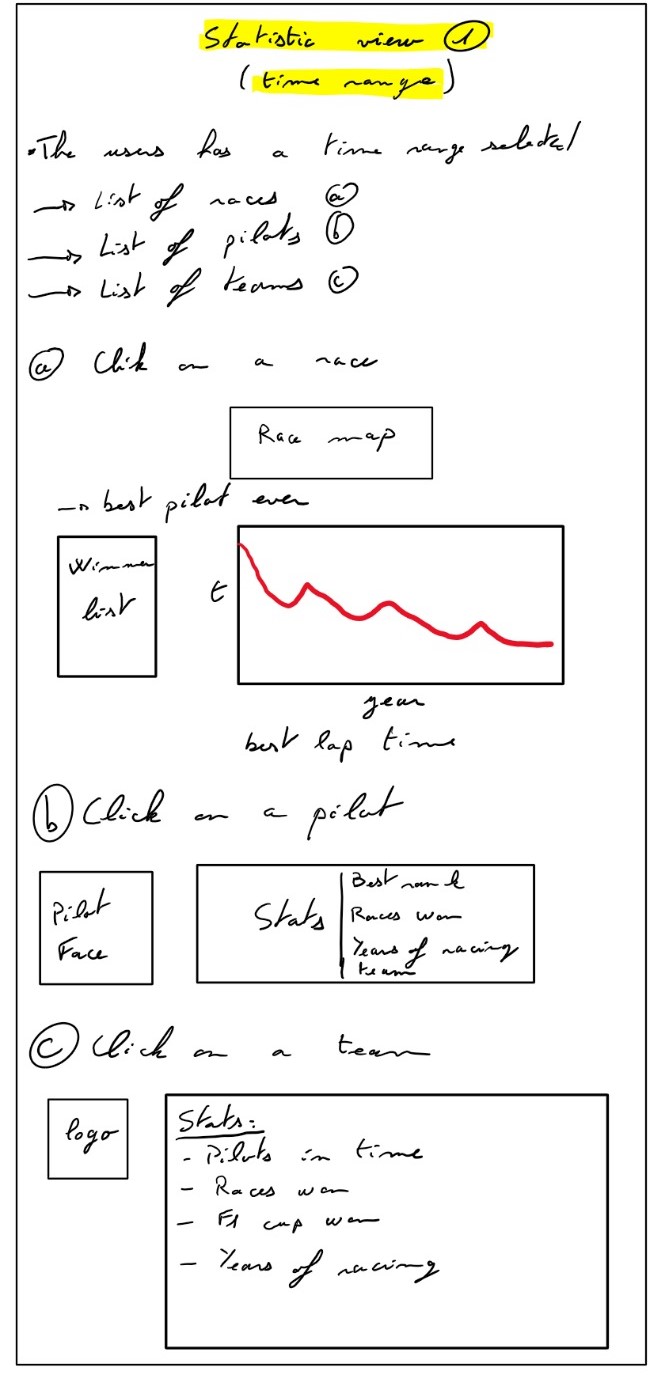 Statistic view ①
(time range)
• The users has a time range selected
→ List of races ⓐ
→ List of pilots ⓑ
→ List of teams ⓒ
ⓐ Click on a race
Race map
→ best pilot ever
Winner
list
t
year
best lap time
ⓑ Click on a pilot
Pilot
Face
Stats
Best rank
Races won
Years of racing
team
ⓒ Click on a team
logo
Stats:
- Pilots in time
- Races won
- F1 cup won
- Years of racing